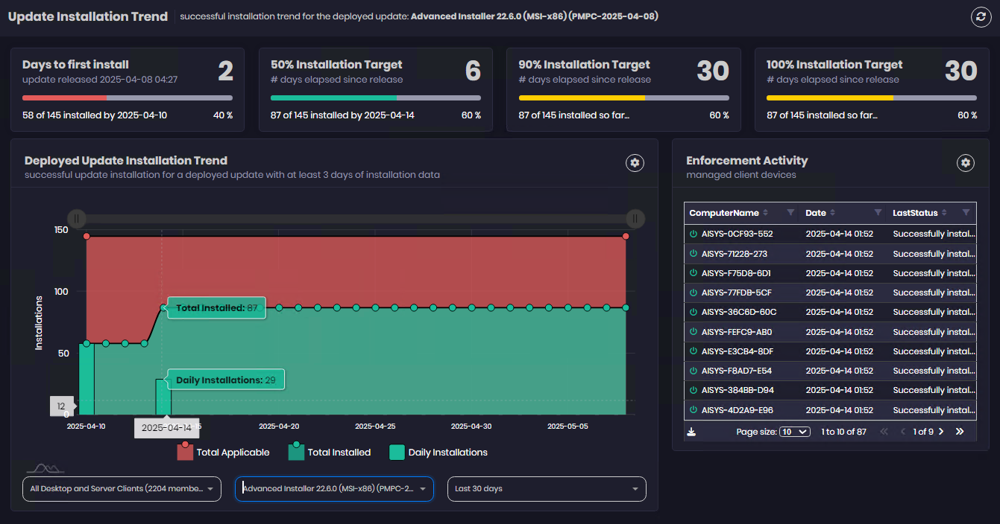 Update Installation Trend successful installation trend for the deployed update: Advanced Installer 22.6.0 (MSI-x86) (PMPC-2025-04-08)
Days to first install
update released 2025-04-08 04:27
2
58 of 145 installed by 2025-04-10 40 %
50% Installation Target
# days elapsed since release
6
87 of 145 installed by 2025-04-14 60 %
90% Installation Target
# days elapsed since release
30
87 of 145 installed so far... 60 %
100% Installation Target
# days elapsed since release
30
87 of 145 installed so far... 60 %
Deployed Update Installation Trend
successful update installation for a deployed update with at least 3 days of installation data
Installations
150
100
50
12
0
Total Installed: 87
Daily Installations: 29
2025-04-10
2025-04-14
2025-04-20
2025-04-25
2025-04-30
2025-05-05
Total Applicable
Total Installed
Daily Installations
All Desktop and Server Clients (2204 membe...
Advanced Installer 22.6.0 (MSI-x86) (PMPC-2...
Last 30 days
Enforcement Activity
managed client devices
ComputerName Date LastStatus
AISYS-0CF93-552 2025-04-14 01:52 Successfully instal...
AISYS-71228-273 2025-04-14 01:52 Successfully instal...
AISYS-F75D8-6D1 2025-04-14 01:52 Successfully instal...
AISYS-77FDB-5CF 2025-04-14 01:52 Successfully instal...
AISYS-36C6D-60C 2025-04-14 01:52 Successfully instal...
AISYS-FEFC9-AB0 2025-04-14 01:52 Successfully instal...
AISYS-E3CB4-8DF 2025-04-14 01:52 Successfully instal...
AISYS-F8AD7-E54 2025-04-14 01:52 Successfully instal...
AISYS-384BB-D94 2025-04-14 01:52 Successfully instal...
AISYS-4D2A9-E96 2025-04-14 01:52 Successfully instal...
Page size: 10 1 to 10 of 87 1 of 9